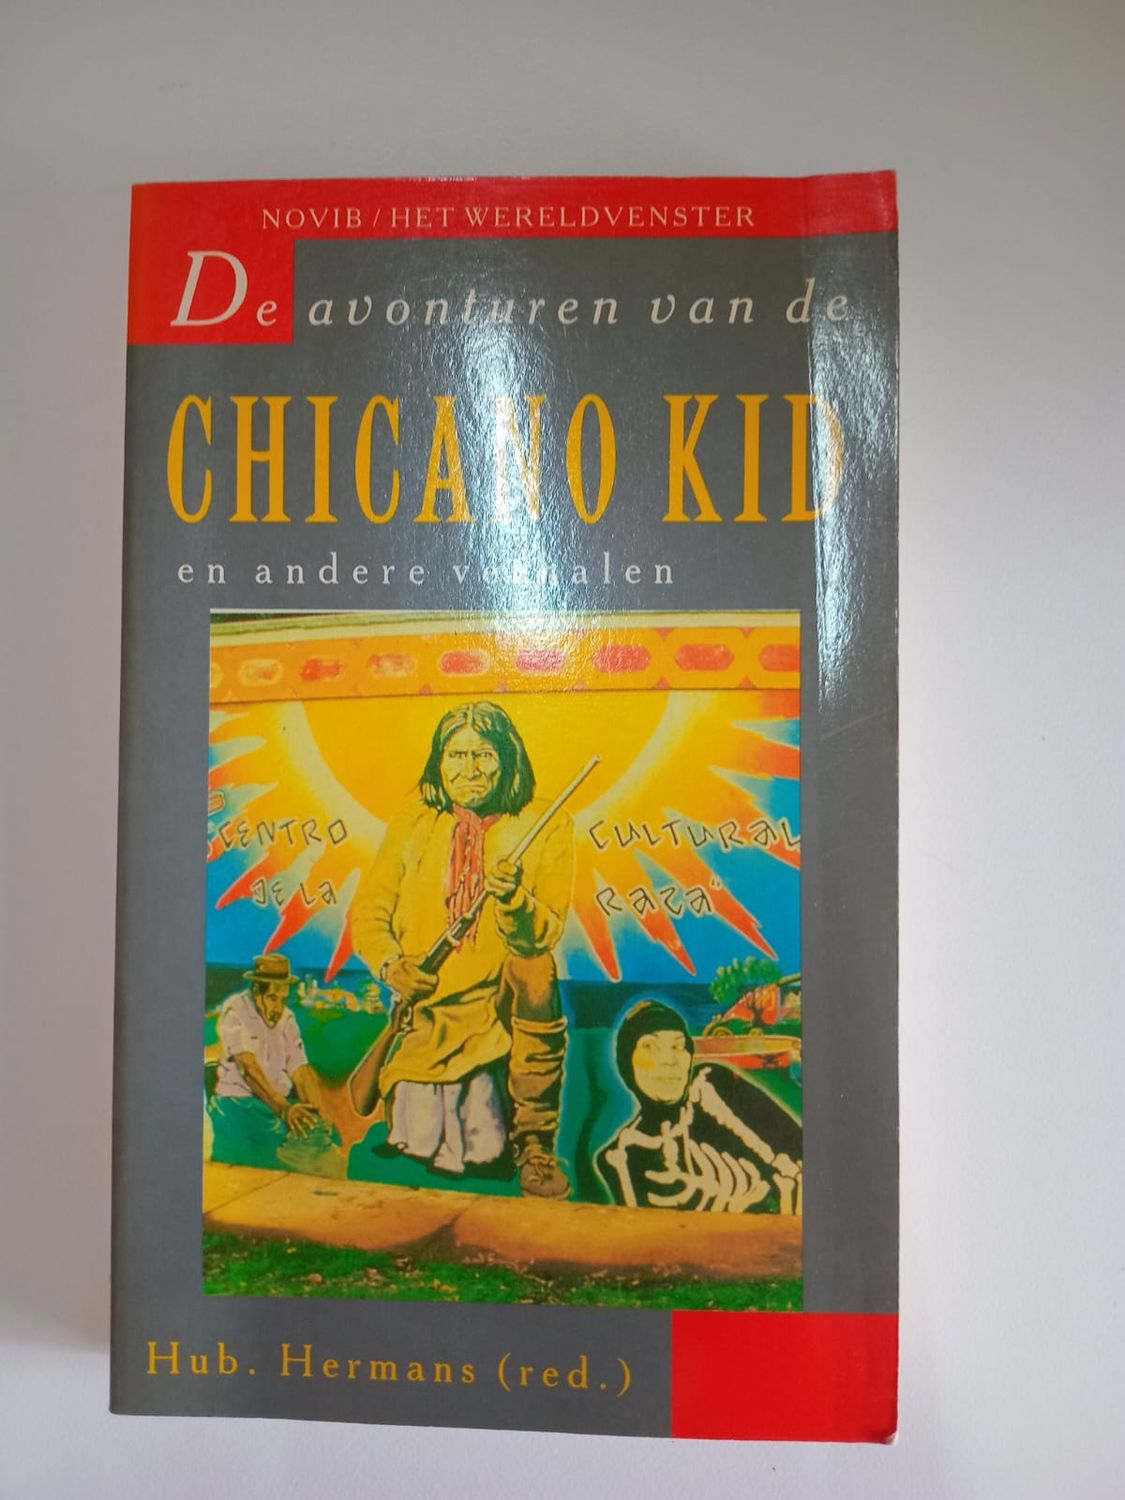 NOVIB / HET WERELDVENSTER
De avonturen van de
CHICANO KID
en andere verhalen
CENTRO CULTURAL
DE LA RAZA"
Hub. Hermans (red.)